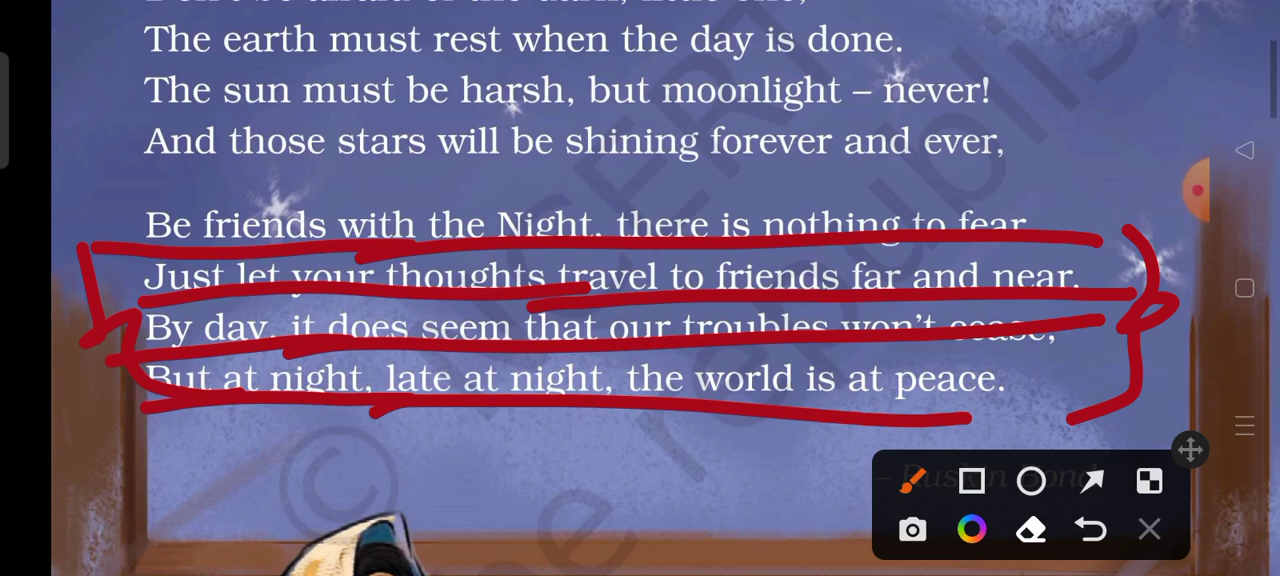 The earth must rest when the day is done.
The sun must be harsh, but moonlight – never!
And those stars will be shining forever and ever,
Be friends with the Night, there is nothing to fear
Just let your thoughts travel to friends far and near.
By day, it does seem that our troubles won't cease,
But at night, late at night, the world is at peace.
– Ruskin Bond